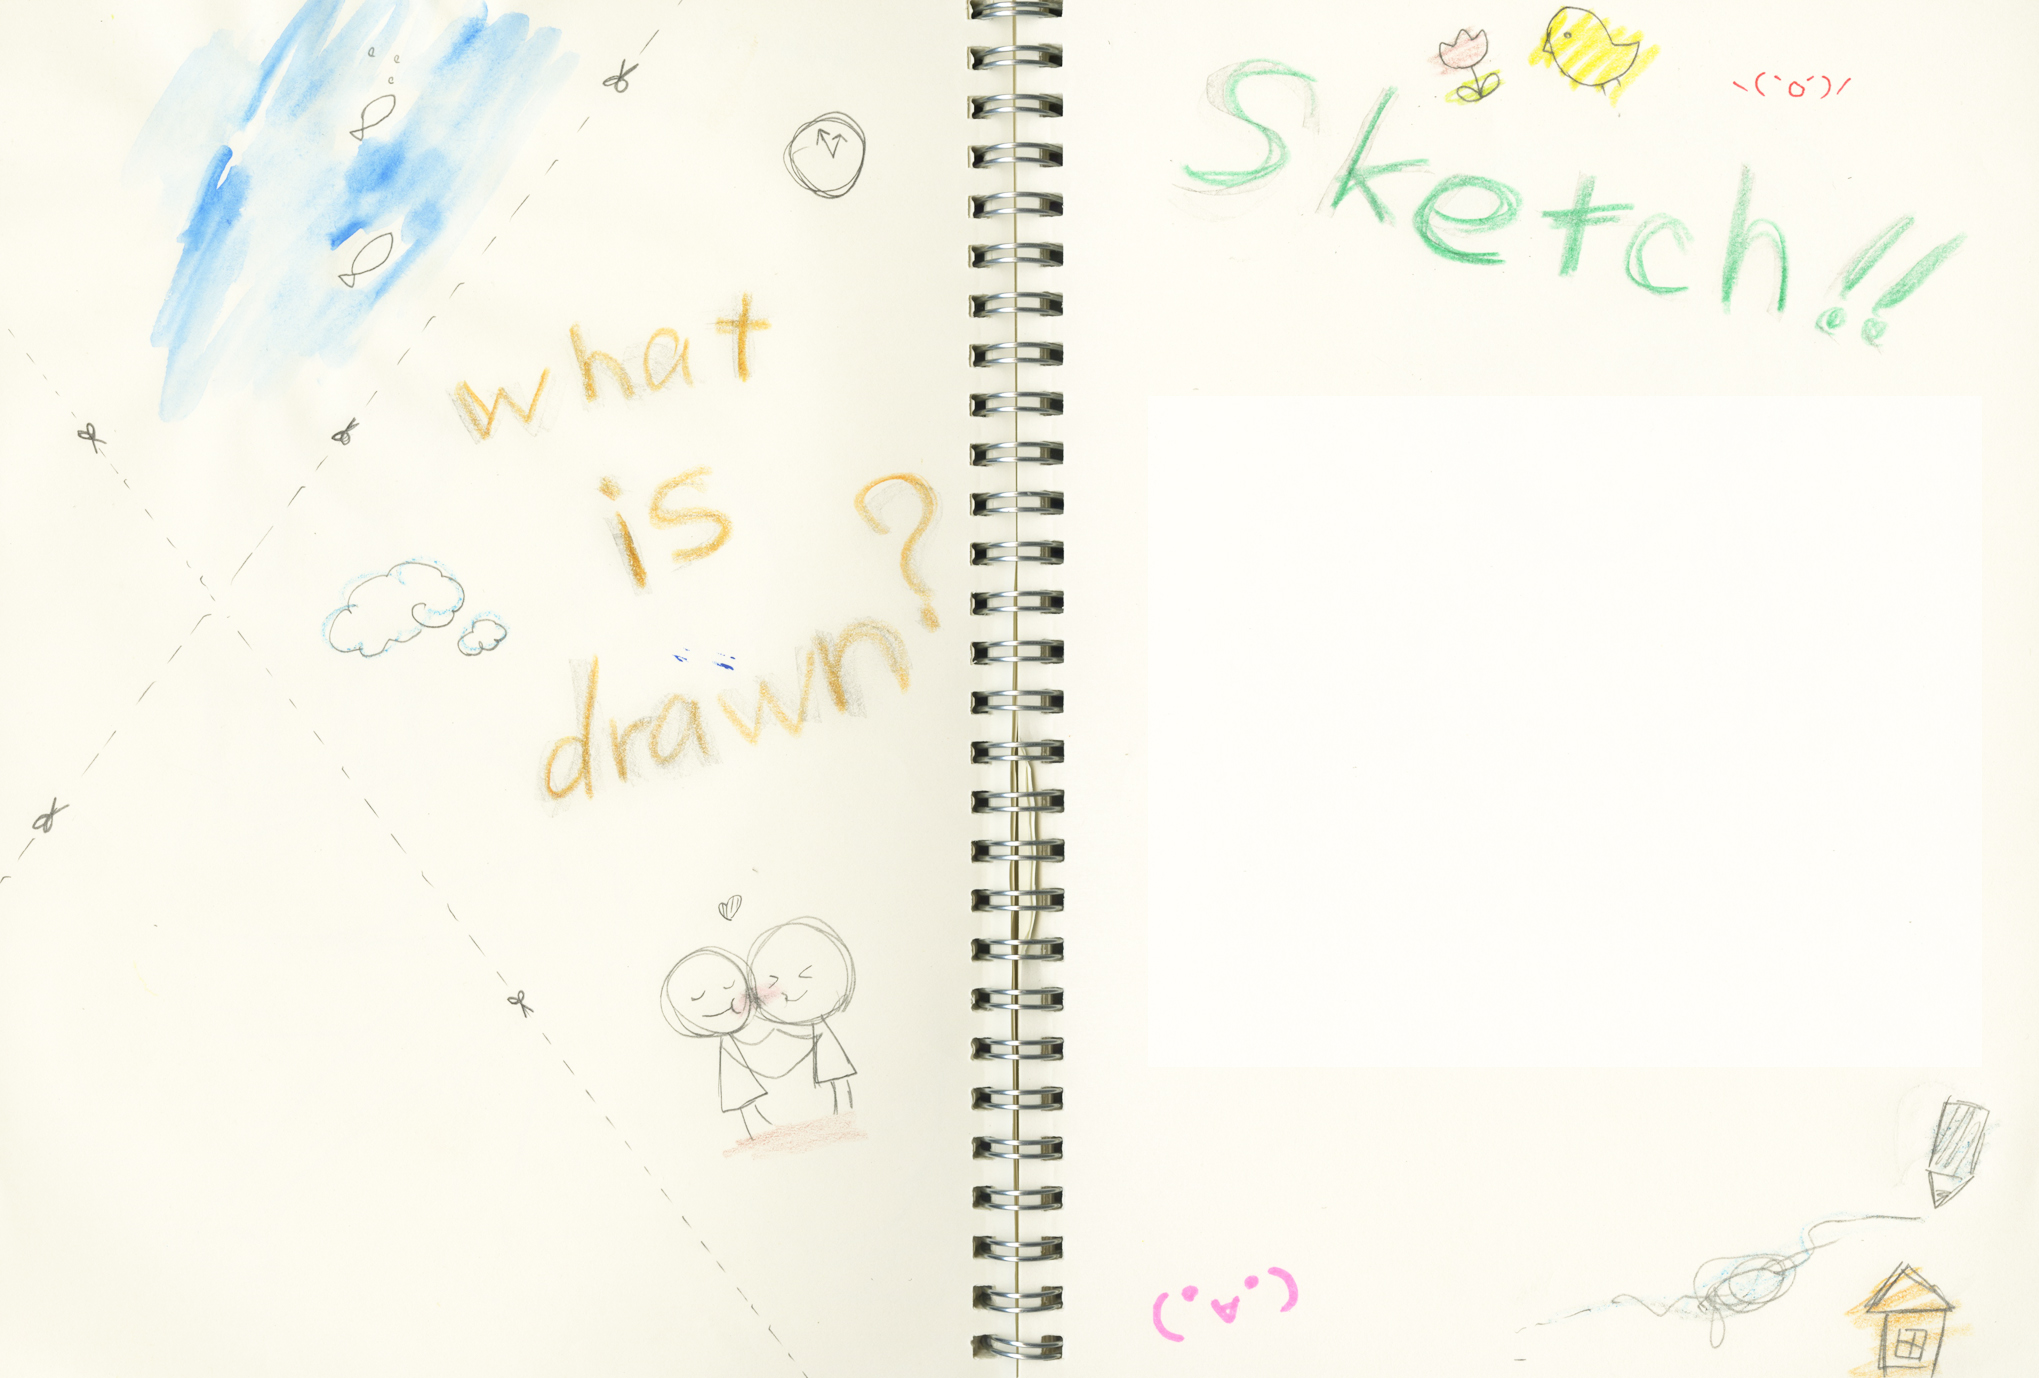 what
is
drawn?
Sketch!!
\(`o´)/
(•∀•)